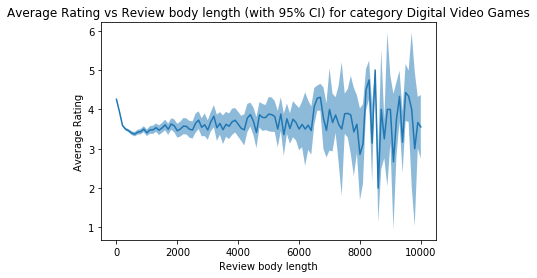 Average Rating vs Review body length (with 95% CI) for category Digital Video Games
Average Rating
6
5
4
3
2
1
0 2000 4000 6000 8000 10000
Review body length